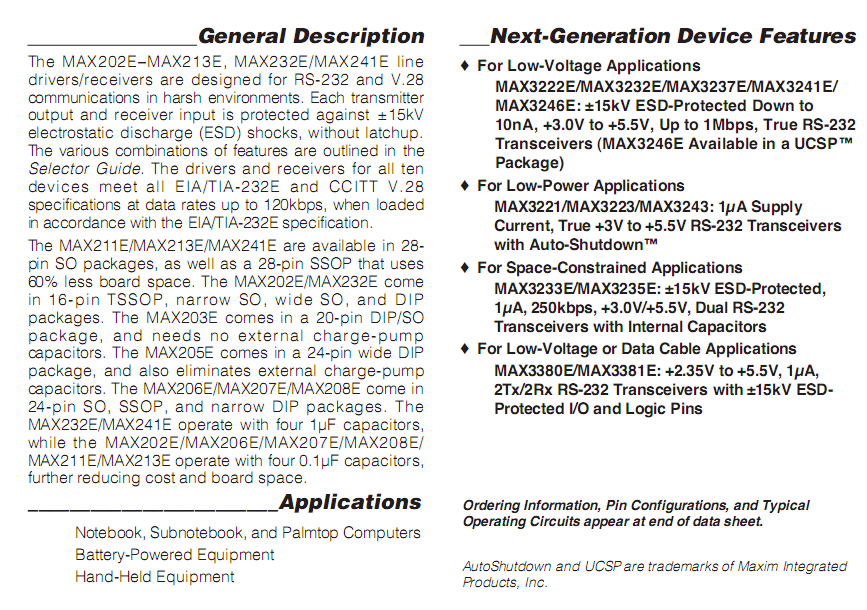 General Description
The MAX202E–MAX213E, MAX232E/MAX241E line
drivers/receivers are designed for RS-232 and V.28
communications in harsh environments. Each transmitter
output and receiver input is protected against ±15kV
electrostatic discharge (ESD) shocks, without latchup.
The various combinations of features are outlined in the
Selector Guide. The drivers and receivers for all ten
devices meet all EIA/TIA-232E and CCITT V.28
specifications at data rates up to 120kbps, when loaded
in accordance with the EIA/TIA-232E specification.
The MAX211E/MAX213E/MAX241E are available in 28-
pin SO packages, as well as a 28-pin SSOP that uses
60% less board space. The MAX202E/MAX232E come
in 16-pin TSSOP, narrow SO, wide SO, and DIP
packages. The MAX203E comes in a 20-pin DIP/SO
package, and needs no external charge-pump
capacitors. The MAX205E comes in a 24-pin wide DIP
package, and also eliminates external charge-pump
capacitors. The MAX206E/MAX207E/MAX208E come in
24-pin SO, SSOP, and narrow DIP packages. The
MAX232E/MAX241E operate with four 1µF capacitors,
while the MAX202E/MAX206E/MAX207E/MAX208E/
MAX211E/MAX213E operate with four 0.1µF capacitors,
further reducing cost and board space.
Applications
Notebook, Subnotebook, and Palmtop Computers
Battery-Powered Equipment
Hand-Held Equipment
Next-Generation Device Features
♦ For Low-Voltage Applications
MAX3222E/MAX3232E/MAX3237E/MAX3241E/
MAX3246E: ±15kV ESD-Protected Down to
10nA, +3.0V to +5.5V, Up to 1Mbps, True RS-232
Transceivers (MAX3246E Available in a UCSP™
Package)
♦ For Low-Power Applications
MAX3221/MAX3223/MAX3243: 1µA Supply
Current, True +3V to +5.5V RS-232 Transceivers
with Auto-Shutdown™
♦ For Space-Constrained Applications
MAX3233E/MAX3235E: ±15kV ESD-Protected,
1µA, 250kbps, +3.0V/+5.5V, Dual RS-232
Transceivers with Internal Capacitors
♦ For Low-Voltage or Data Cable Applications
MAX3380E/MAX3381E: +2.35V to +5.5V, 1µA,
2Tx/2Rx RS-232 Transceivers with ±15kV ESD-
Protected I/O and Logic Pins
Ordering Information, Pin Configurations, and Typical
Operating Circuits appear at end of data sheet.
AutoShutdown and UCSP are trademarks of Maxim Integrated
Products, Inc.